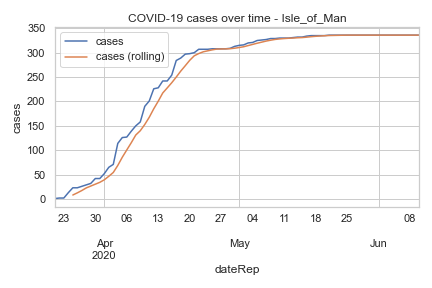 COVID-19 cases over time - Isle_of_Man
cases
cases (rolling)
cases
350
300
250
200
150
100
50
0
23 30 06 13 20 27 04 11 18 25 08
Apr May Jun
2020
dateRep